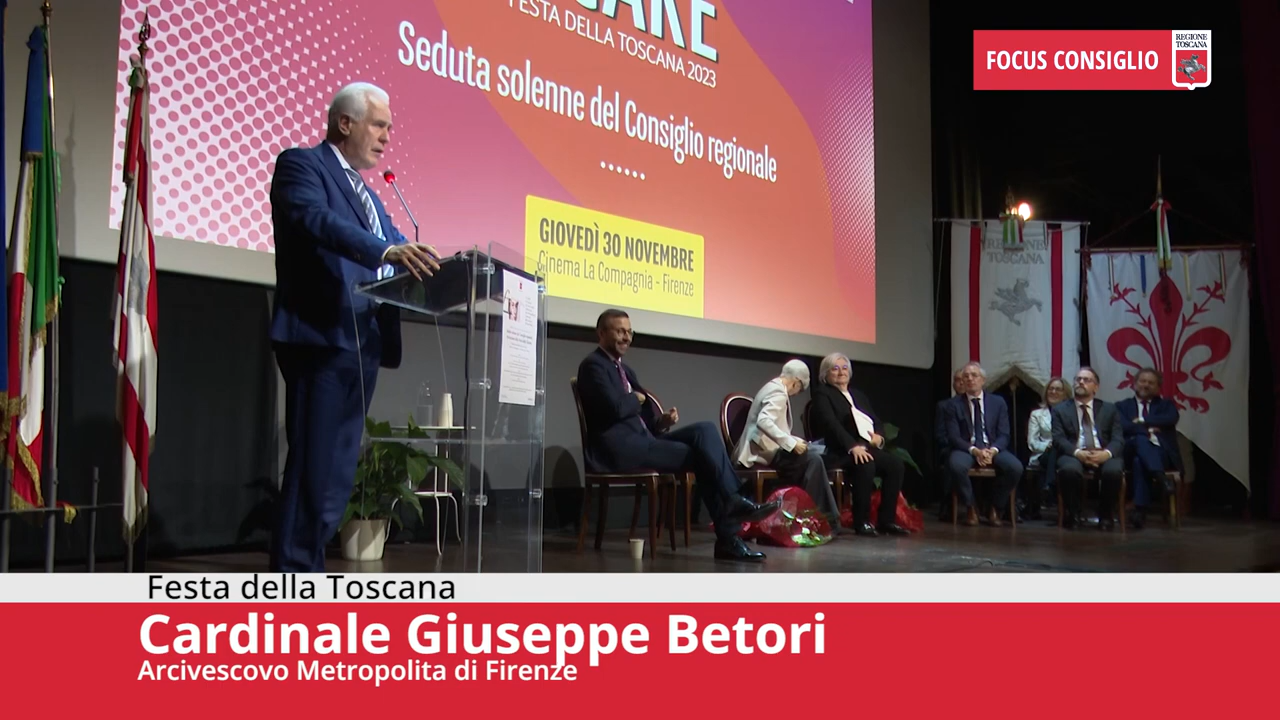 FESTA DELLA TOSCANA 2023
Seduta solenne del Consiglio regionale
GIOVEDÌ 30 NOVEMBRE
Cinema La Compagnia - Firenze
FOCUS CONSIGLIO
REGIONE
TOSCANA
REGIONE
TOSCANA
Festa della Toscana
Cardinale Giuseppe Betori
Arcivescovo Metropolita di Firenze